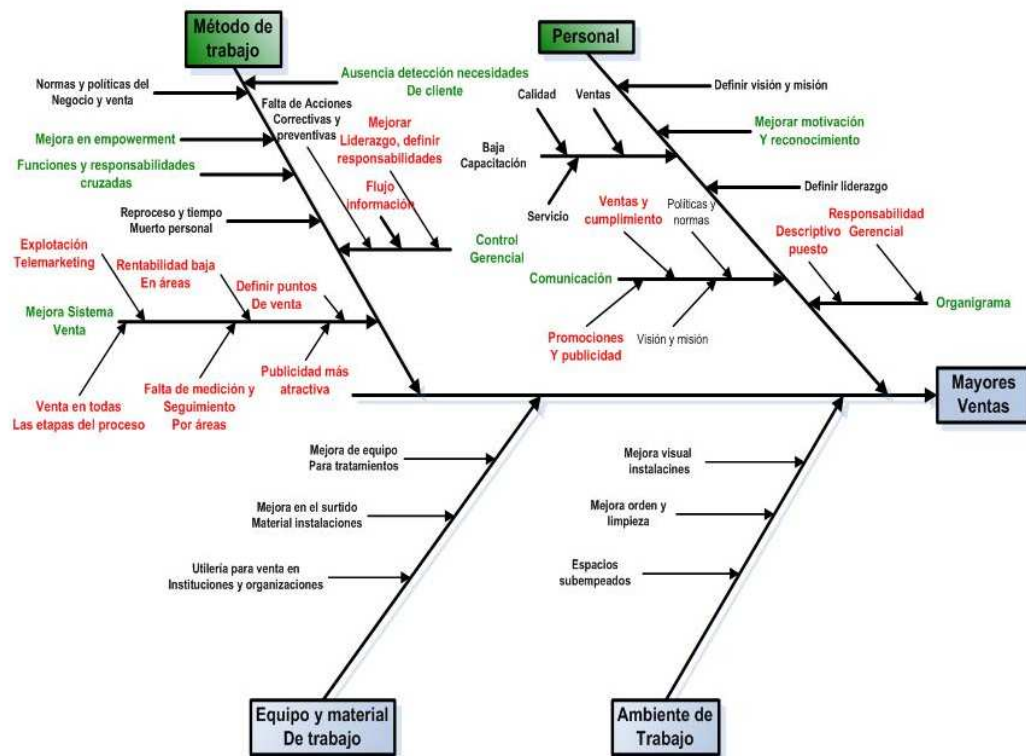 Método de
trabajo
Personal
Normas y políticas del
Negocio y venta
Ausencia detección necesidades
De cliente
Falta de Acciones
Correctivas y
preventivas
Mejorar
Liderazgo, definir
responsabilidades
Mejora en empowerment
Funciones y responsabilidades
cruzadas
Flujo
información
Reproceso y tiempo
Muerto personal
Control
Gerencial
Explotación
Telemarketing
Rentabilidad baja
En áreas
Definir puntos
De venta
Mejora Sistema
Venta
Venta en todas
Las etapas del proceso
Falta de medición y
Seguimiento
Por áreas
Publicidad más
atractiva
Definir visión y misión
Calidad
Ventas
Mejorar motivación
Y reconocimiento
Baja
Capacitación
Servicio
Definir liderazgo
Ventas y
cumplimiento
Políticas y
normas
Responsabilidad
Gerencial
Descriptivo
puesto
Comunicación
Organigrama
Promociones
Y publicidad
Visión y misión
Mayores
Ventas
Mejora de equipo
Para tratamientos
Mejora en el surtido
Material instalaciones
Utilería para venta en
Instituciones y organizaciones
Mejora visual
instalacines
Mejora orden y
limpieza
Espacios
subempeados
Equipo y material
De trabajo
Ambiente de
Trabajo